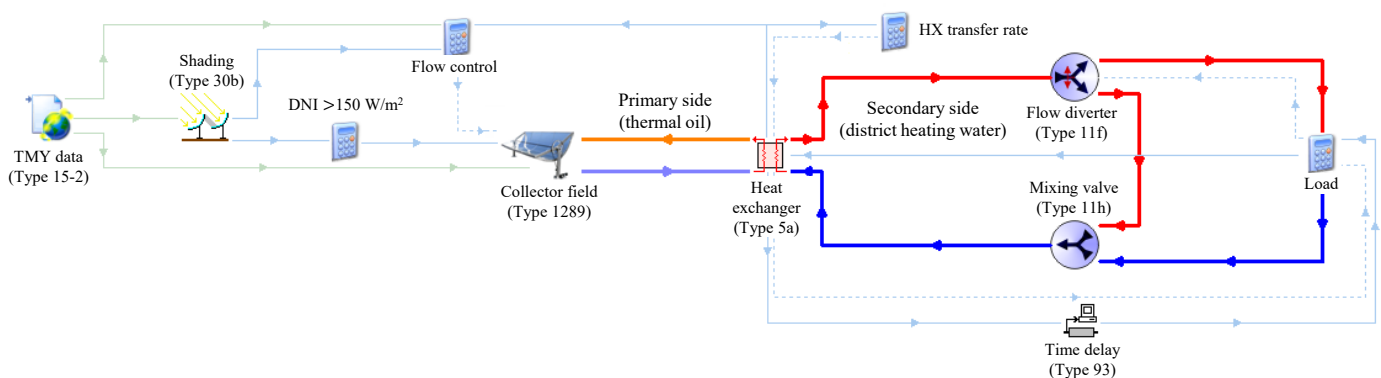 HX transfer rate
Shading
(Type 30b)
Flow control
DNI >150 W/m²
TMY data
(Type 15-2)
Collector field
(Type 1289)
Primary side
(thermal oil)
Heat
exchanger
(Type 5a)
Secondary side
(district heating water)
Flow diverter
(Type 11f)
Mixing valve
(Type 11h)
Load
Time delay
(Type 93)